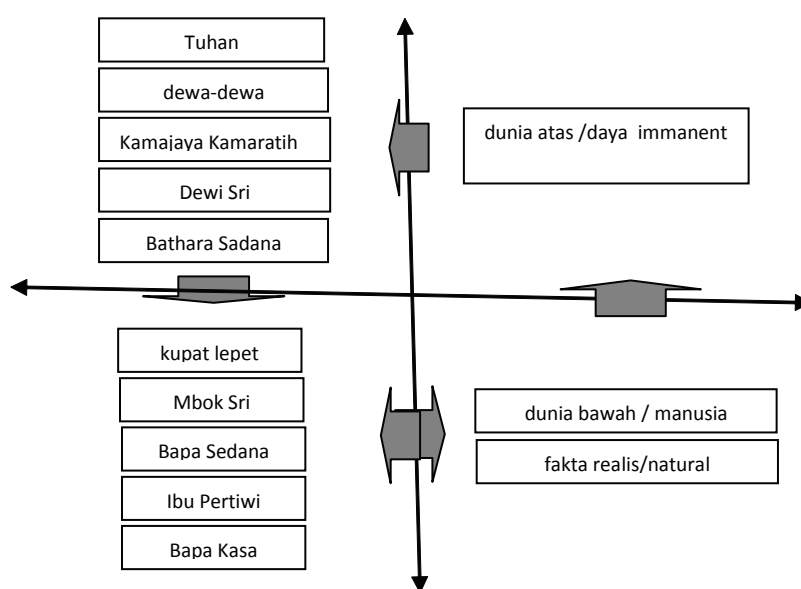 Tuhan
dewa-dewa
Kamajaya Kamaratih
Dewi Sri
Bathara Sadana
dunia atas /daya immanent
kupat lepet
Mbok Sri
Bapa Sedana
Ibu Pertiwi
Bapa Kasa
dunia bawah / manusia
fakta realis/natural